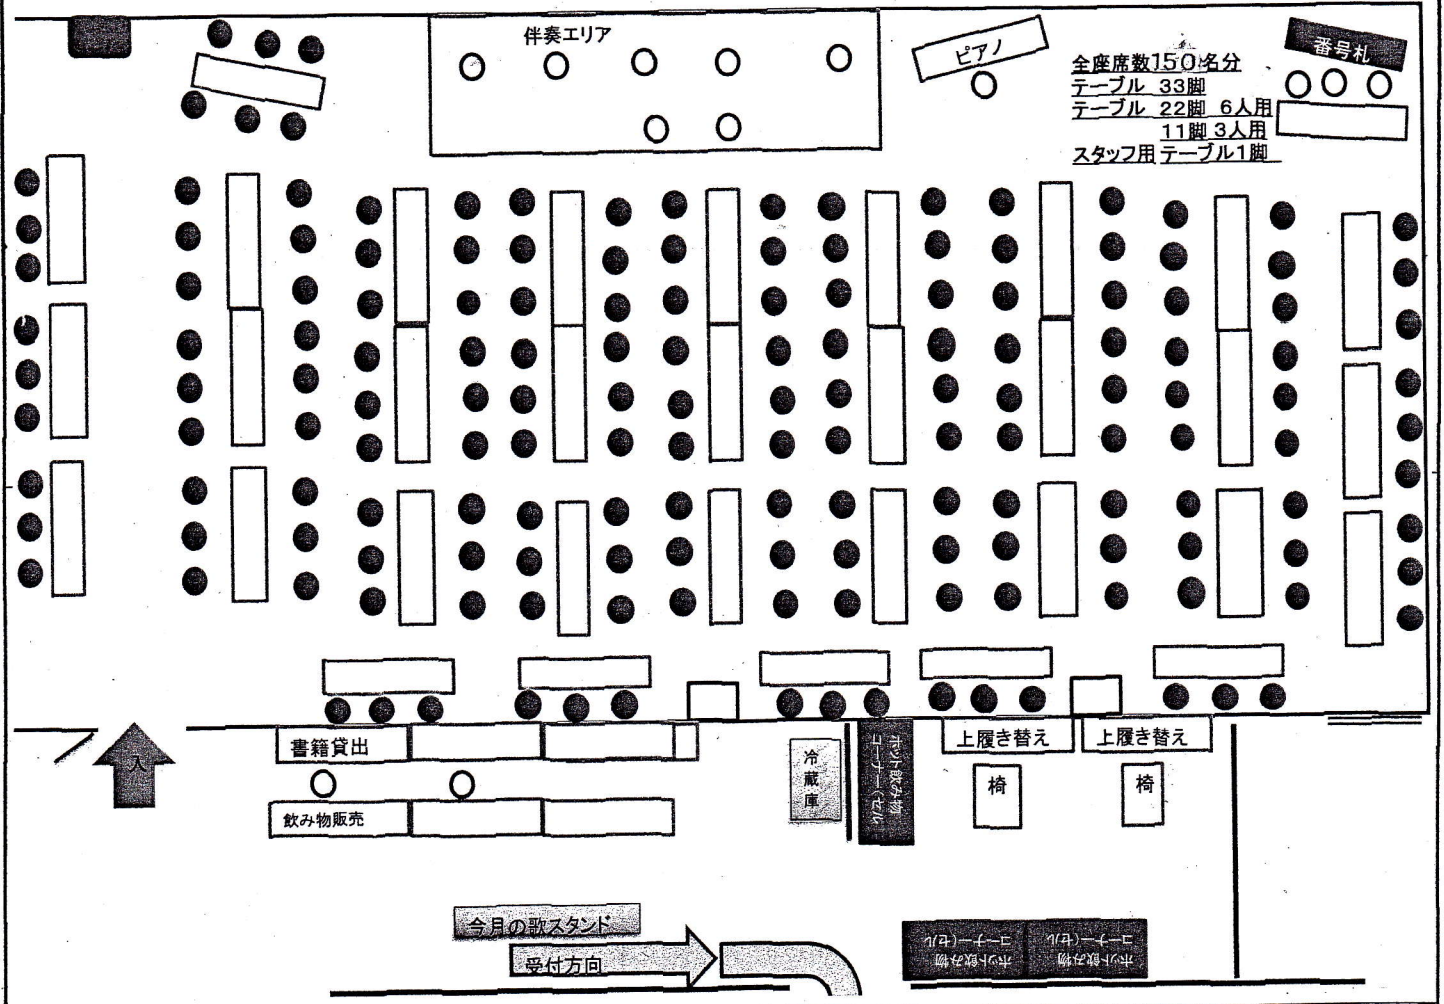 伴奏エリア
ピアノ
番号札
全座席数150名分
テーブル 33脚
テーブル 22脚 6人用
11脚 3人用
スタッフ用 テーブル1脚
入
書籍貸出
飲み物販売
冷蔵庫
ホット飲み物
コーナー(セル
上履き替え
上履き替え
椅
椅
今月の歌スタンド
受付方向
ホット飲み物
コーナー(セル
ホット飲み物
コーナー(セル